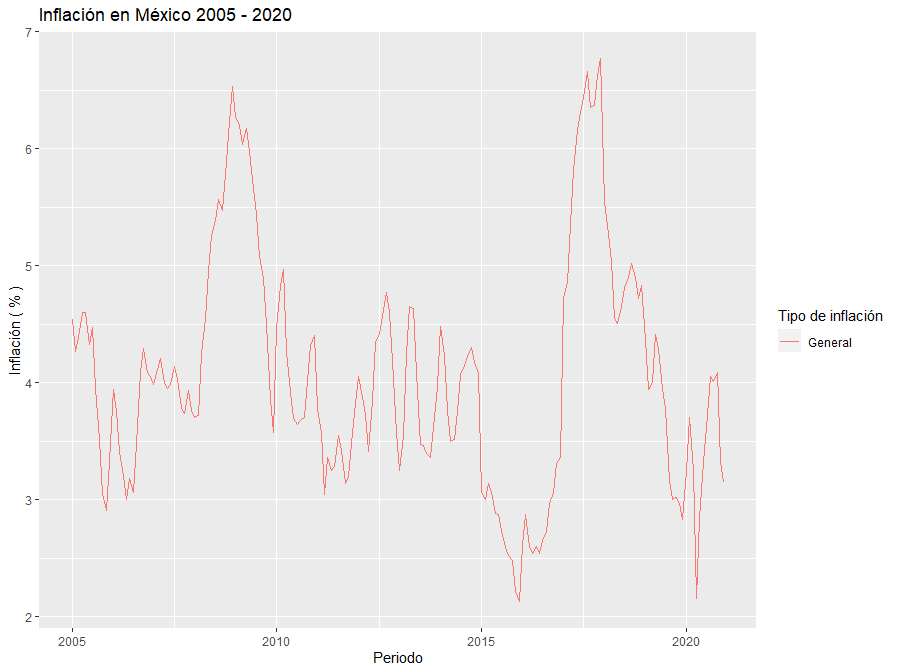 Inflación en México 2005 - 2020
7
6
5
4
3
2
Inflación ( % )
2005 2010 2015 2020
Periodo
Tipo de inflación
General